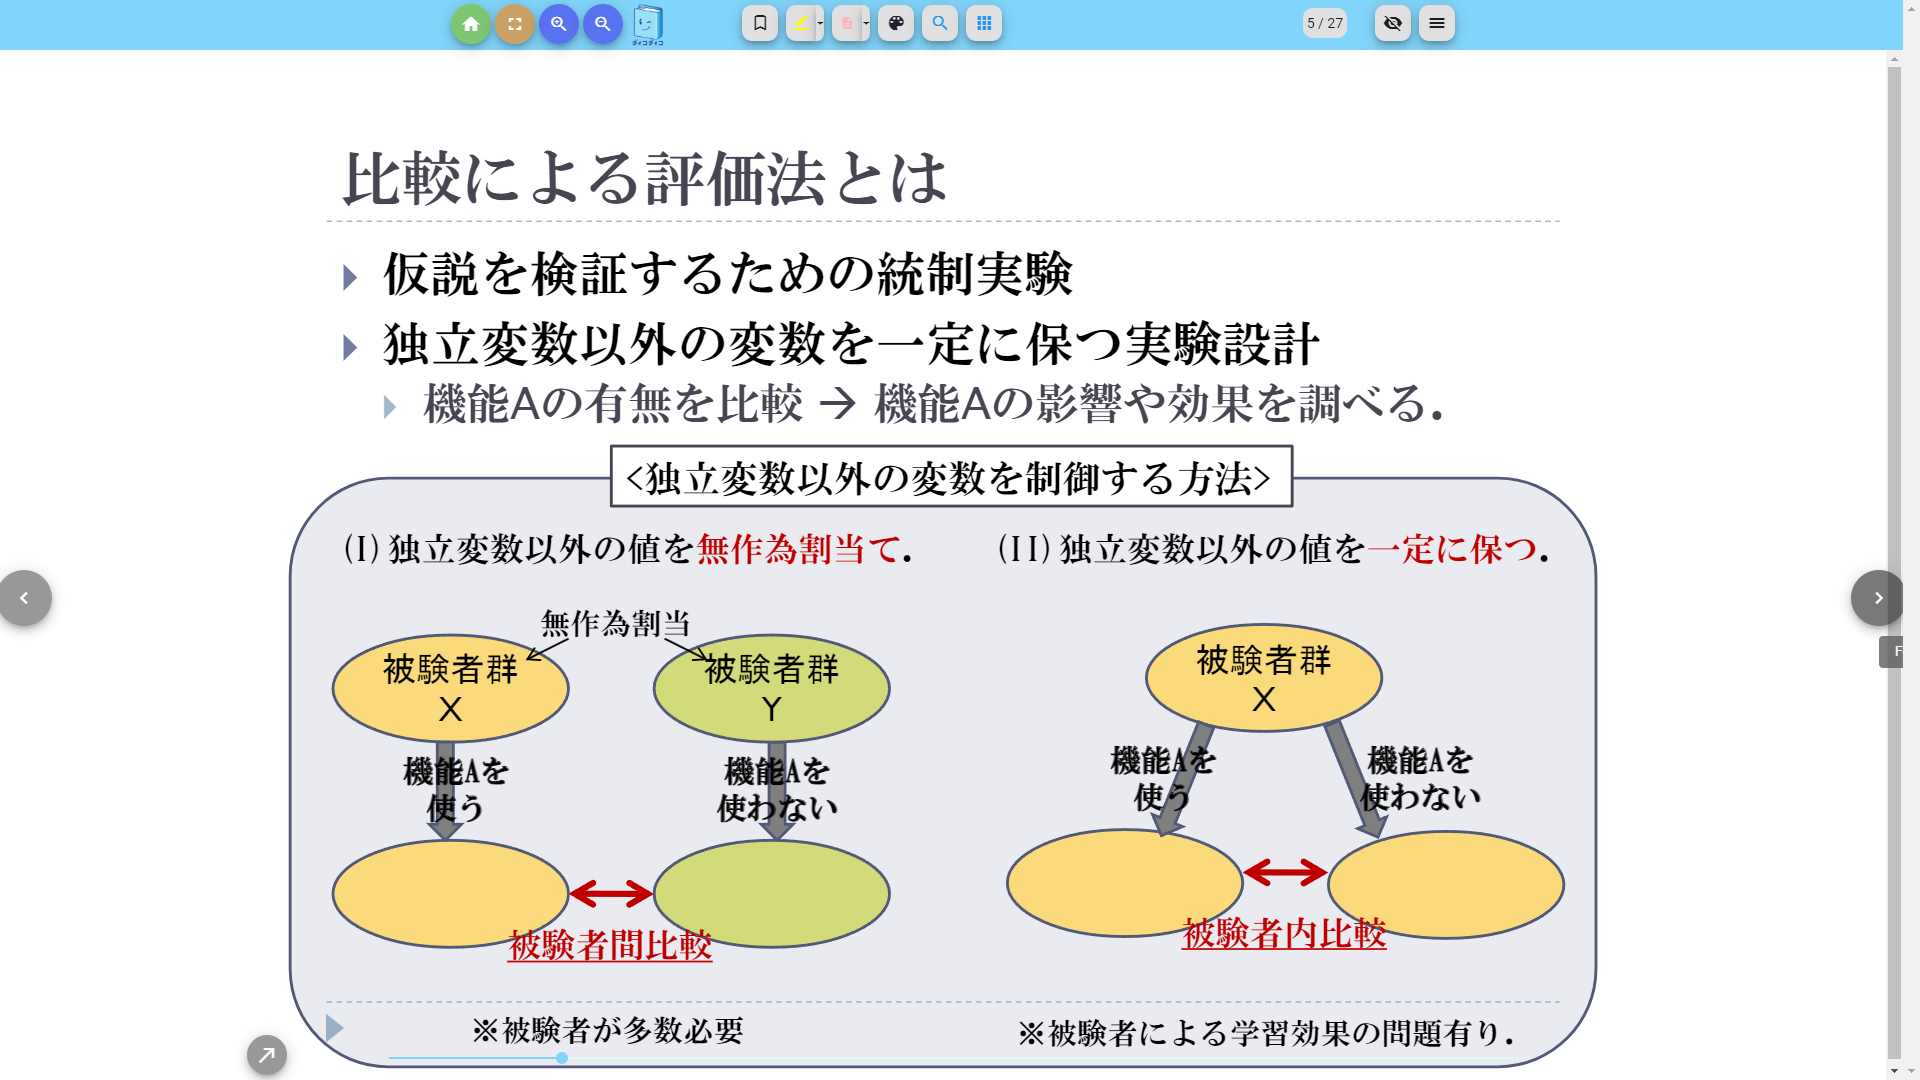 ダイコダイコ
5 / 27
比較による評価法とは
仮説を検証するための統制実験
独立変数以外の変数を一定に保つ実験設計
機能Aの有無を比較 → 機能Aの影響や効果を調べる．
<独立変数以外の変数を制御する方法>
(I) 独立変数以外の値を無作為割当て．
無作為割当
被験者群
X
被験者群
Y
機能Aを
使う
機能Aを
使わない
被験者間比較
※被験者が多数必要
(II) 独立変数以外の値を一定に保つ．
被験者群
X
機能Aを
使う
機能Aを
使わない
被験者内比較
※被験者による学習効果の問題有り．
F